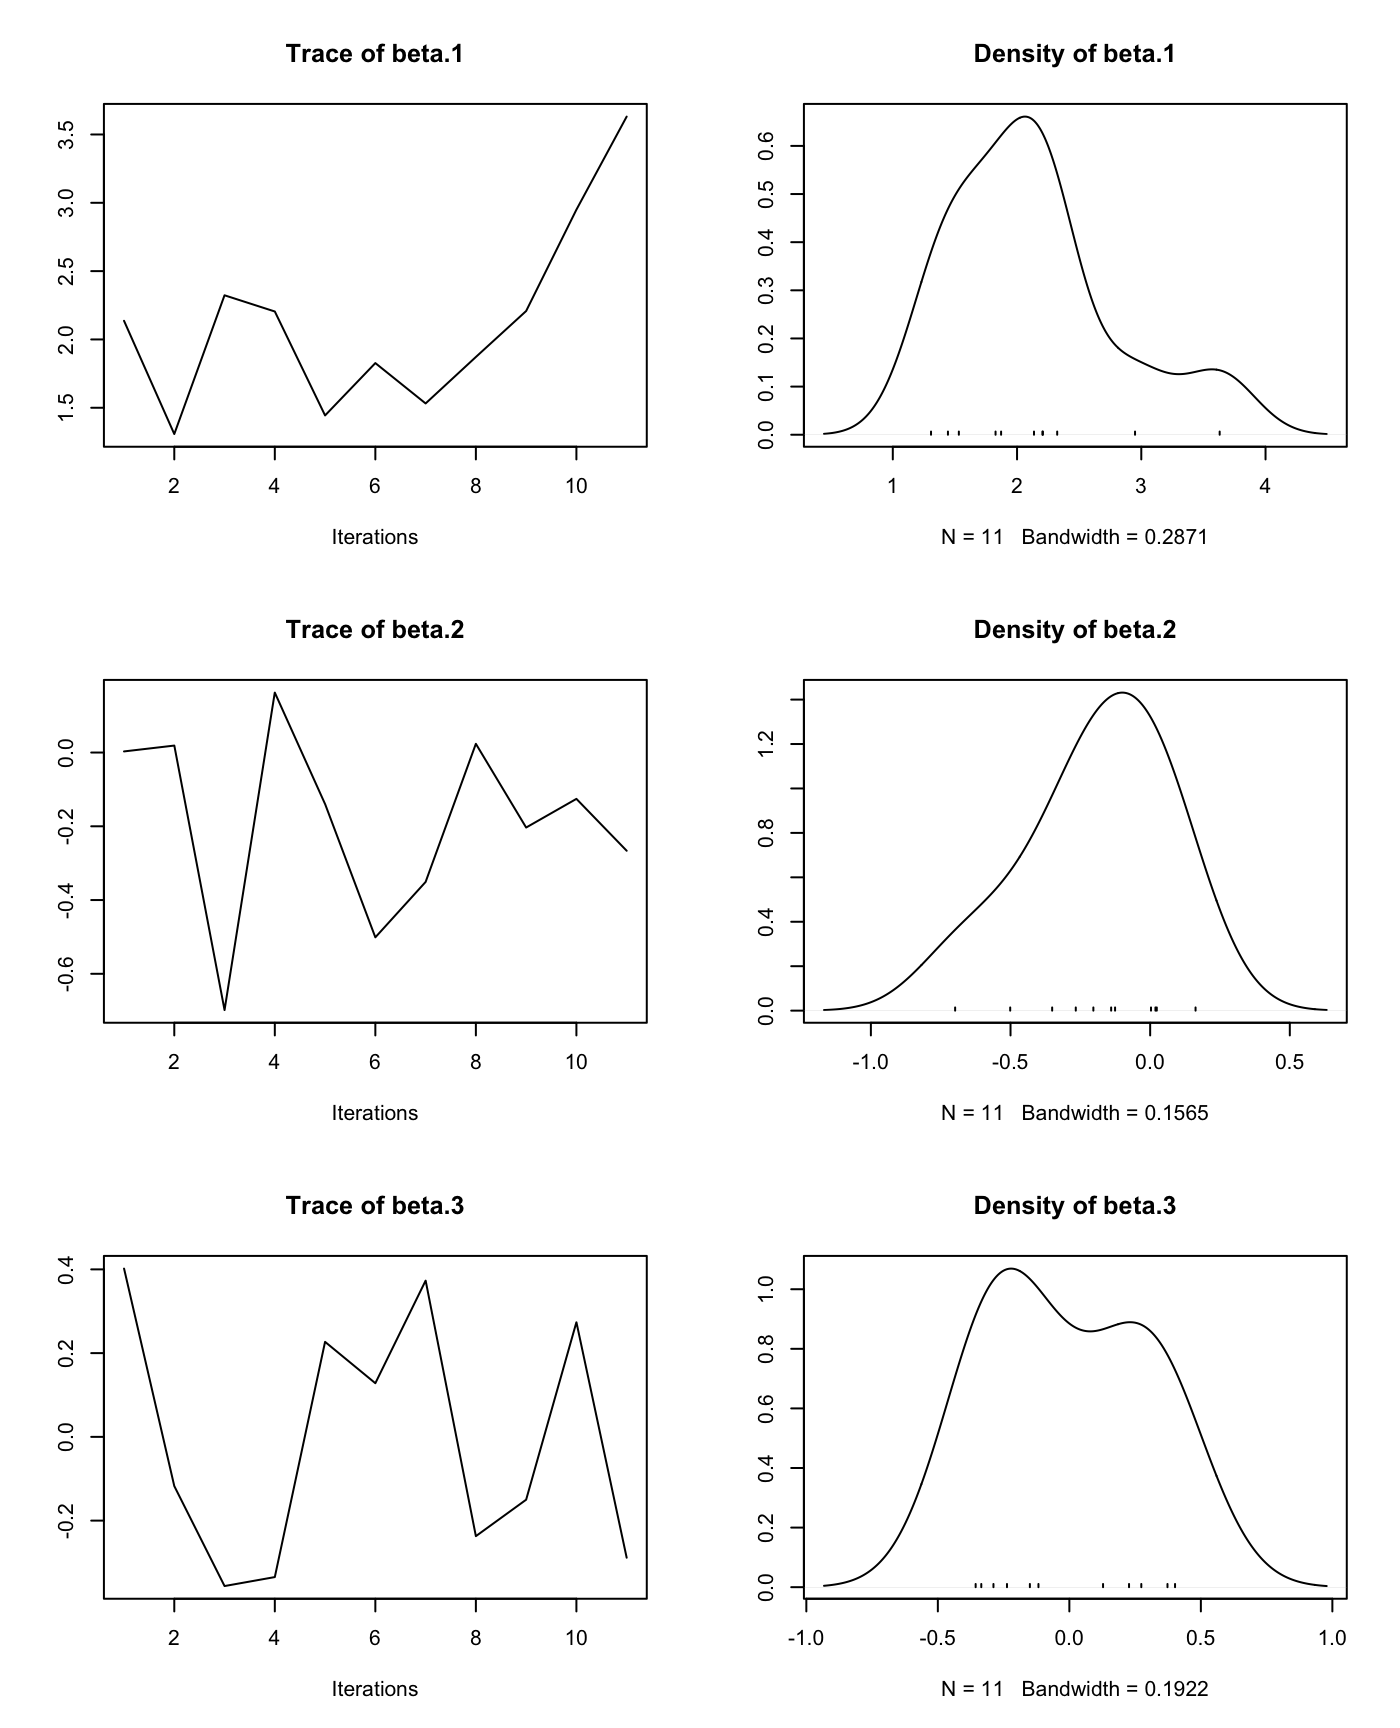 Trace of beta.1
3.5
3.0
2.5
2.0
1.5
2 4 6 8 10
Iterations
Density of beta.1
0.6
0.5
0.4
0.3
0.2
0.1
0.0
1 2 3 4
N = 11 Bandwidth = 0.2871
Trace of beta.2
0.0
-0.2
-0.4
-0.6
2 4 6 8 10
Iterations
Density of beta.2
1.2
0.8
0.4
0.0
-1.0 -0.5 0.0 0.5
N = 11 Bandwidth = 0.1565
Trace of beta.3
0.4
0.2
0.0
-0.2
2 4 6 8 10
Iterations
Density of beta.3
1.0
0.8
0.6
0.4
0.2
0.0
-1.0 -0.5 0.0 0.5 1.0
N = 11 Bandwidth = 0.1922